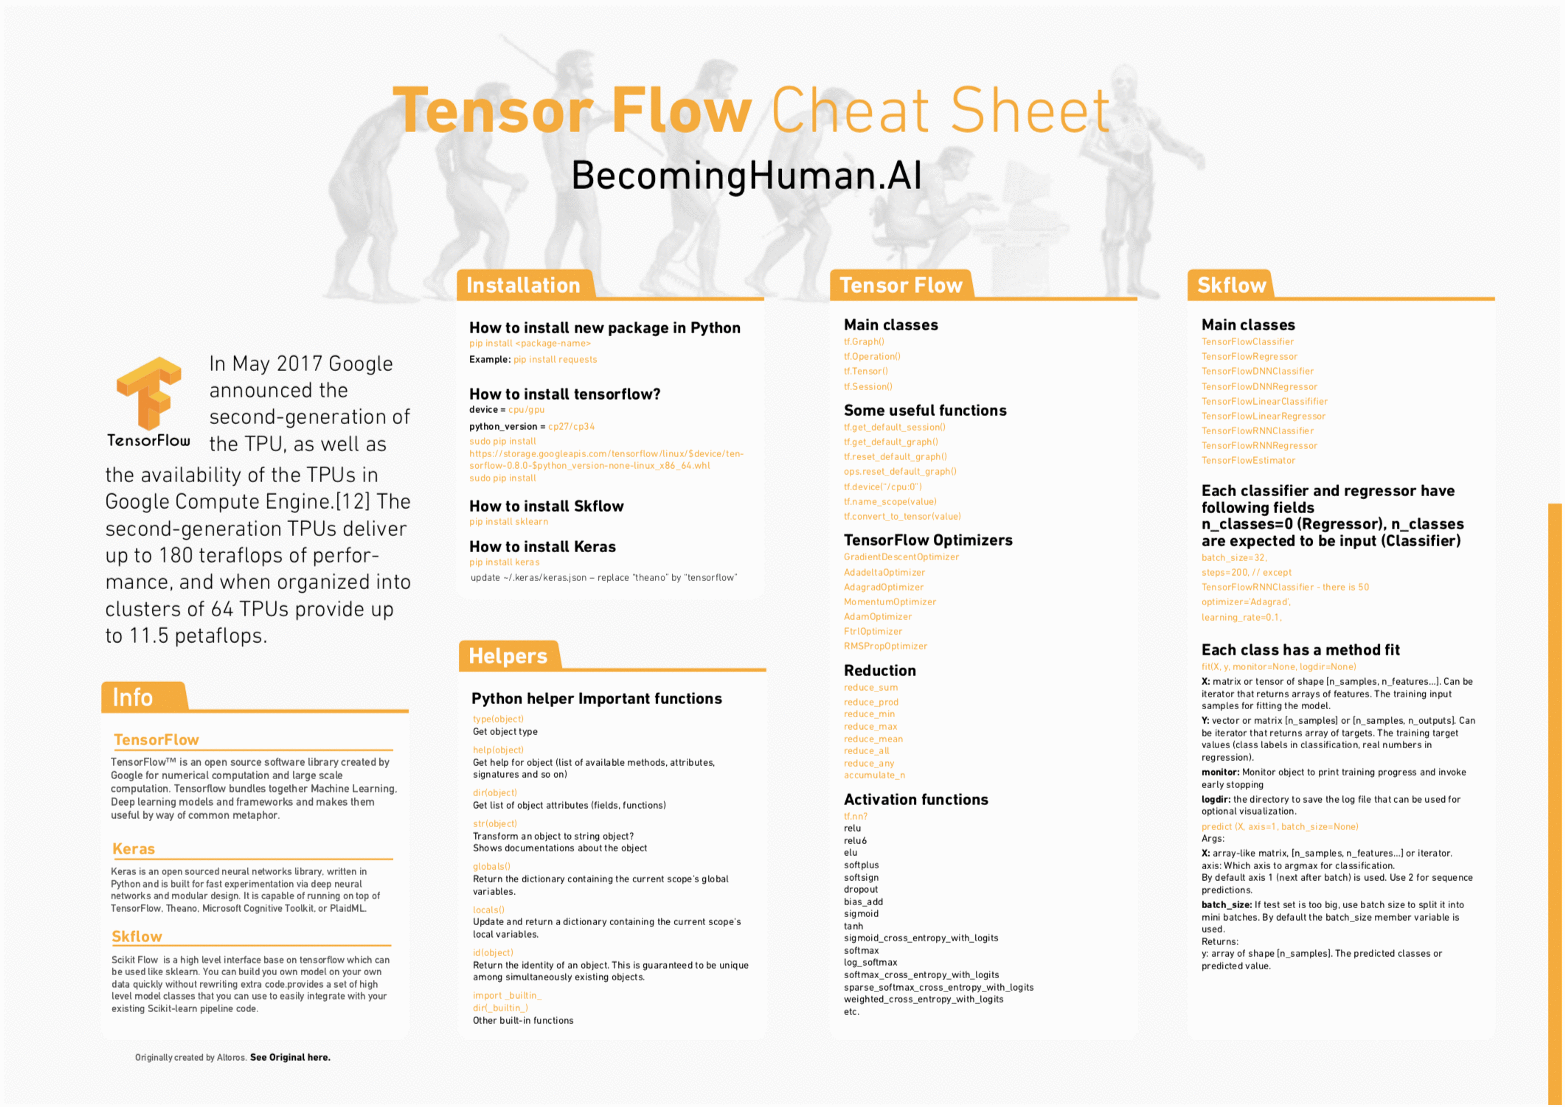 Tensor Flow Cheat Sheet
BecomingHuman.AI
TensorFlow
In May 2017 Google
announced the
second-generation of
the TPU, as well as
the availability of the TPUs in
Google Compute Engine.[12] The
second-generation TPUs deliver
up to 180 teraflops of perfor-
mance, and when organized into
clusters of 64 TPUs provide up
to 11.5 petaflops.
Info
TensorFlow
TensorFlow™ is an open source software library created by
Google for numerical computation and large scale
computation. Tensorflow bundles together Machine Learning,
Deep learning models and frameworks and makes them
useful by way of common metaphor.
Keras
Keras is an open sourced neural networks library, written in
Python and is built for fast experimentation via deep neural
networks and modular design. It is capable of running on top of
TensorFlow, Theano, Microsoft Cognitive Toolkit, or PlaidML.
Skflow
Scikit Flow is a high level interface base on tensorflow which can
be used like sklearn. You can build you own model on your own
data quickly without rewriting extra code.provides a set of high
level model classes that you can use to easily integrate with your
existing Scikit-learn pipeline code.
Originally created by Altoros. See Original here.
Installation
How to install new package in Python
pip install <package-name>
Example: pip install requests
How to install tensorflow?
device = cpu/gpu
python_version = cp27/cp34
sudo pip install
https://storage.googleapis.com/tensorflow/linux/$device/ten-
sorflow-0.8.0-$python_version-none-linux_x86_64.whl
sudo pip install
How to install Skflow
pip install sklearn
How to install Keras
pip install keras
update ~/.keras/keras.json – replace "theano" by "tensorflow"
Helpers
Python helper Important functions
type(object)
Get object type
help(object)
Get help for object (list of available methods, attributes,
signatures and so on)
dir(object)
Get list of object attributes (fields, functions)
str(object)
Transform an object to string object?
Shows documentations about the object
globals()
Return the dictionary containing the current scope's global
variables.
locals()
Update and return a dictionary containing the current scope's
local variables.
id(object)
Return the identity of an object. This is guaranteed to be unique
among simultaneously existing objects.
import _builtin_
dir(_builtin_)
Other built-in functions
Tensor Flow
Main classes
tf.Graph()
tf.Operation()
tf.Tensor()
tf.Session()
Some useful functions
tf.get_default_session()
tf.get_default_graph()
tf.reset_default_graph()
ops.reset_default_graph()
tf.device("/cpu:0")
tf.name_scope(value)
tf.convert_to_tensor(value)
TensorFlow Optimizers
GradientDescentOptimizer
AdadeltaOptimizer
AdagradOptimizer
MomentumOptimizer
AdamOptimizer
FtrlOptimizer
RMSPropOptimizer
Reduction
reduce_sum
reduce_prod
reduce_min
reduce_max
reduce_mean
reduce_all
reduce_any
accumulate_n
Activation functions
tf.nn?
relu
relu6
elu
softplus
softsign
dropout
bias_add
sigmoid
tanh
sigmoid_cross_entropy_with_logits
softmax
log_softmax
softmax_cross_entropy_with_logits
sparse_softmax_cross_entropy_with_logits
weighted_cross_entropy_with_logits
etc.
Skflow
Main classes
TensorFlowClassifier
TensorFlowRegressor
TensorFlowDNNClassifier
TensorFlowDNNRegressor
TensorFlowLinearClassififier
TensorFlowLinearRegressor
TensorFlowRNNClassifier
TensorFlowRNNRegressor
TensorFlowEstimator
Each classifier and regressor have
following fields
n_classes=0 (Regressor), n_classes
are expected to be input (Classifier)
batch_size=32,
steps=200, // except
TensorFlowRNNClassifier - there is 50
optimizer='Adagrad',
learning_rate=0.1,
Each class has a method fit
fit(X, y, monitor=None, logdir=None)
X: matrix or tensor of shape [n_samples, n_features...]. Can be
iterator that returns arrays of features. The training input
samples for fitting the model.
Y: vector or matrix [n_samples] or [n_samples, n_outputs]. Can
be iterator that returns array of targets. The training target
values (class labels in classification, real numbers in
regression).
monitor: Monitor object to print training progress and invoke
early stopping
logdir: the directory to save the log file that can be used for
optional visualization.
predict (X, axis=1, batch_size=None)
Args:
X: array-like matrix, [n_samples, n_features...] or iterator.
axis: Which axis to argmax for classification.
By default axis 1 (next after batch) is used. Use 2 for sequence
predictions.
batch_size: If test set is too big, use batch size to split it into
mini batches. By default the batch_size member variable is
used.
Returns:
y: array of shape [n_samples]. The predicted classes or
predicted value.